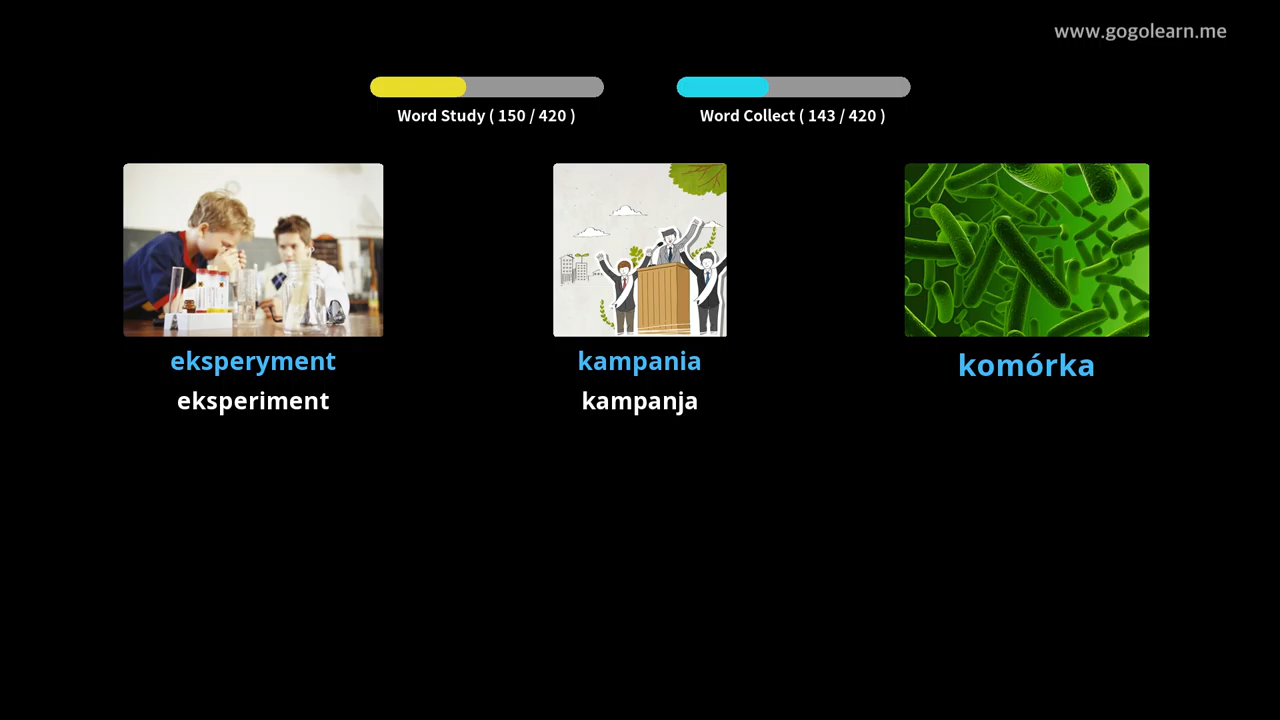 www.gogolearn.me
Word Study ( 150 / 420 )
Word Collect ( 143 / 420 )
eksperyment
kampania
komórka
eksperiment
kampanja